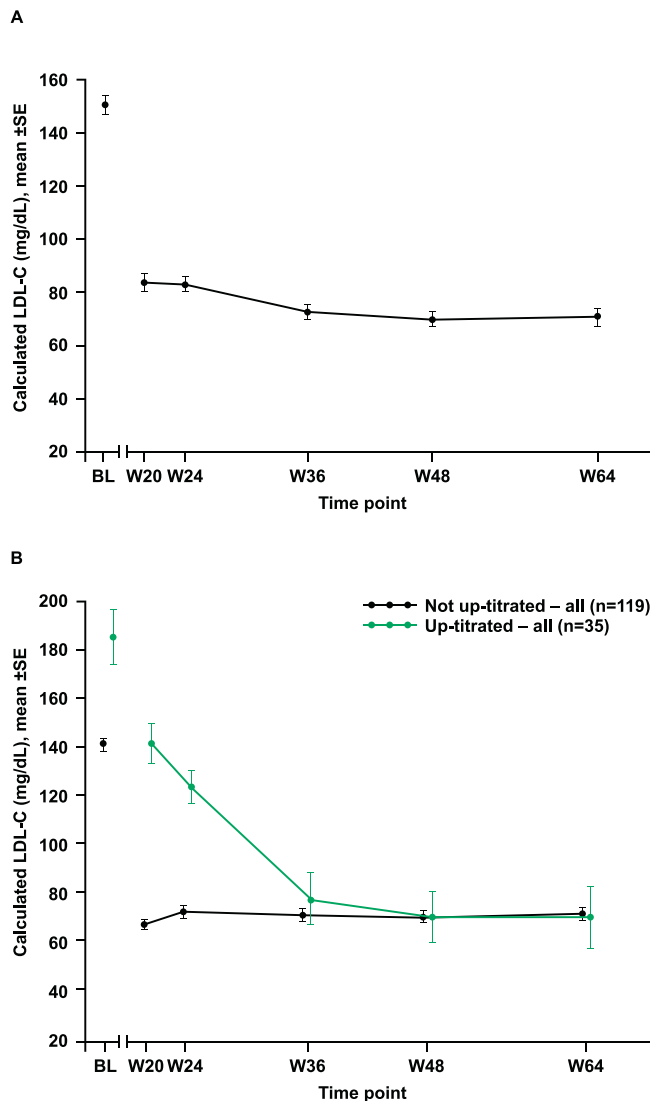 A
Calculated LDL-C (mg/dL), mean ±SE
160
140
120
100
80
60
40
20
BL W20 W24 W36 W48 W64
Time point
B
Calculated LDL-C (mg/dL), mean ±SE
200
180
160
140
120
100
80
60
40
20
Not up-titrated – all (n=119)
Up-titrated – all (n=35)
BL W20 W24 W36 W48 W64
Time point